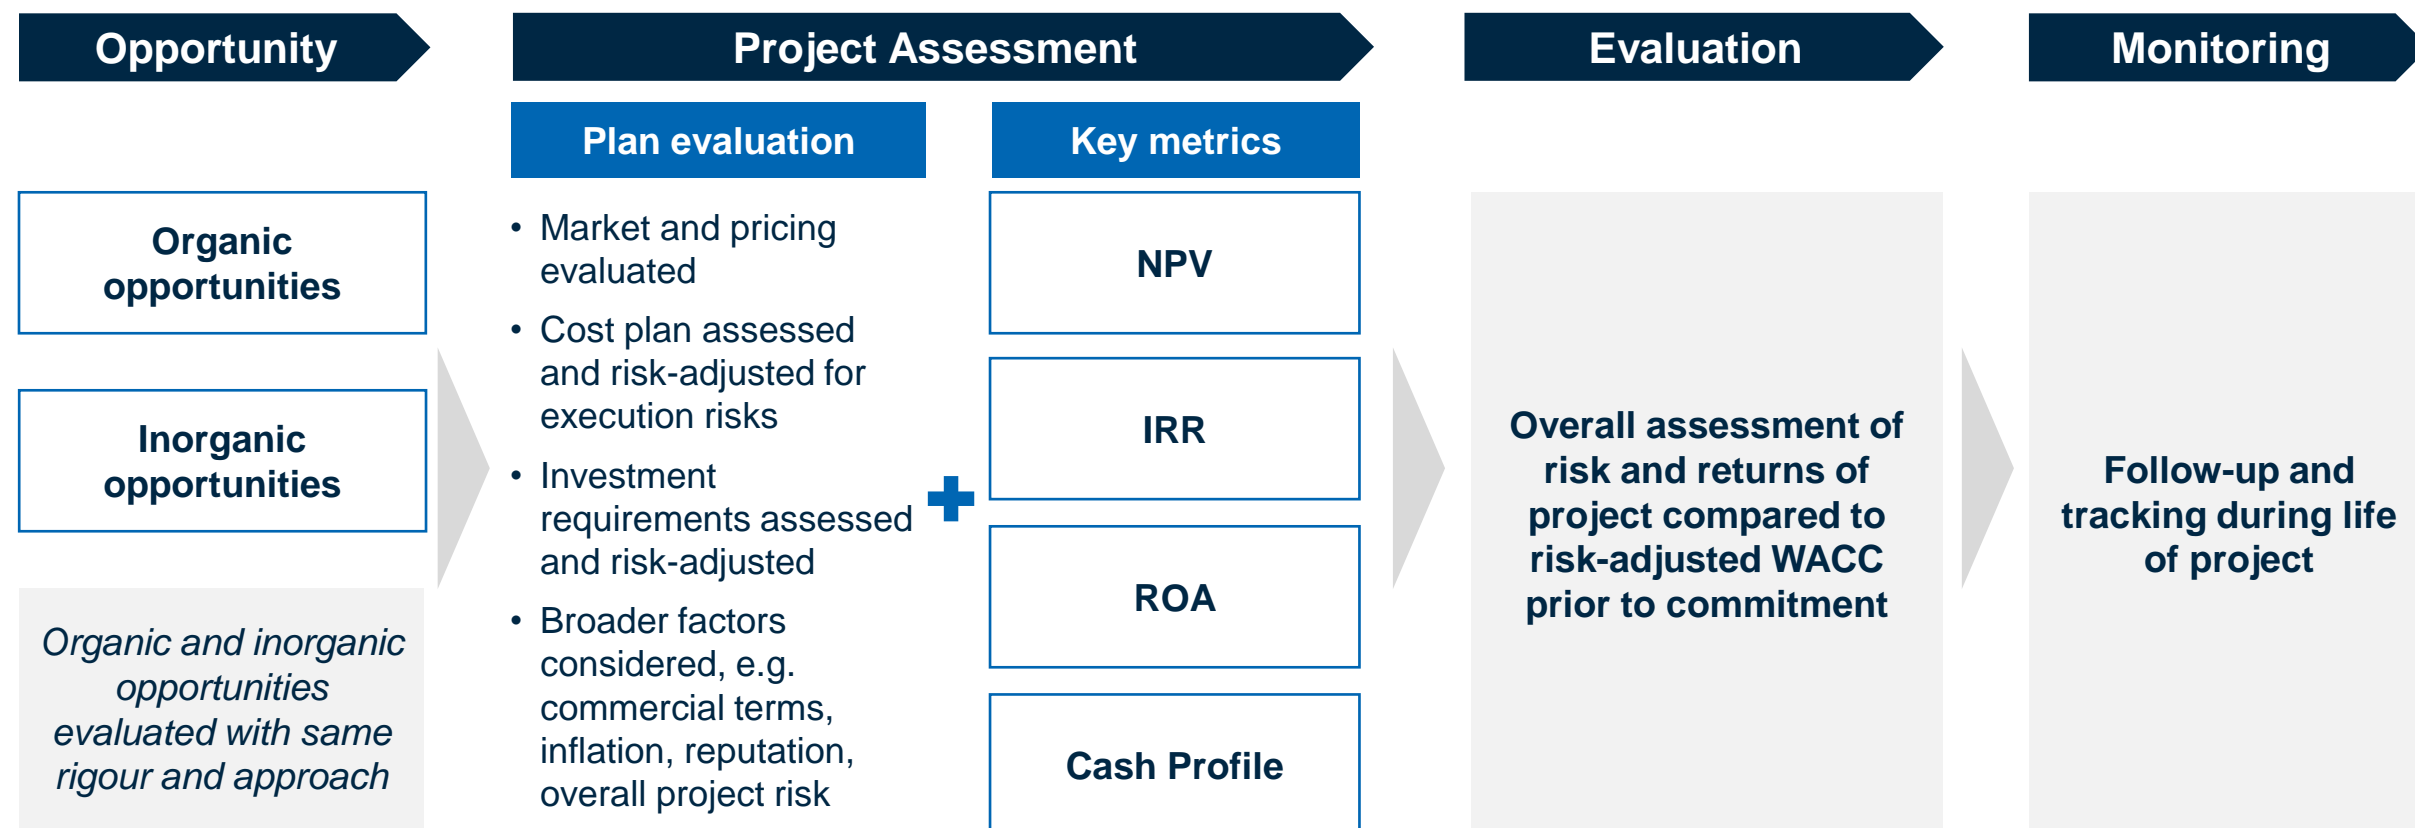 Opportunity
Project Assessment
Evaluation
Monitoring
Plan evaluation
Key metrics
Organic
opportunities
Inorganic
opportunities
Organic and inorganic
opportunities
evaluated with same
rigour and approach
• Market and pricing
evaluated
• Cost plan assessed
and risk-adjusted for
execution risks
• Investment
requirements assessed
and risk-adjusted
• Broader factors
considered, e.g.
commercial terms,
inflation, reputation,
overall project risk
NPV
IRR
ROA
Cash Profile
Overall assessment of
risk and returns of
project compared to
risk-adjusted WACC
prior to commitment
Follow-up and
tracking during life
of project